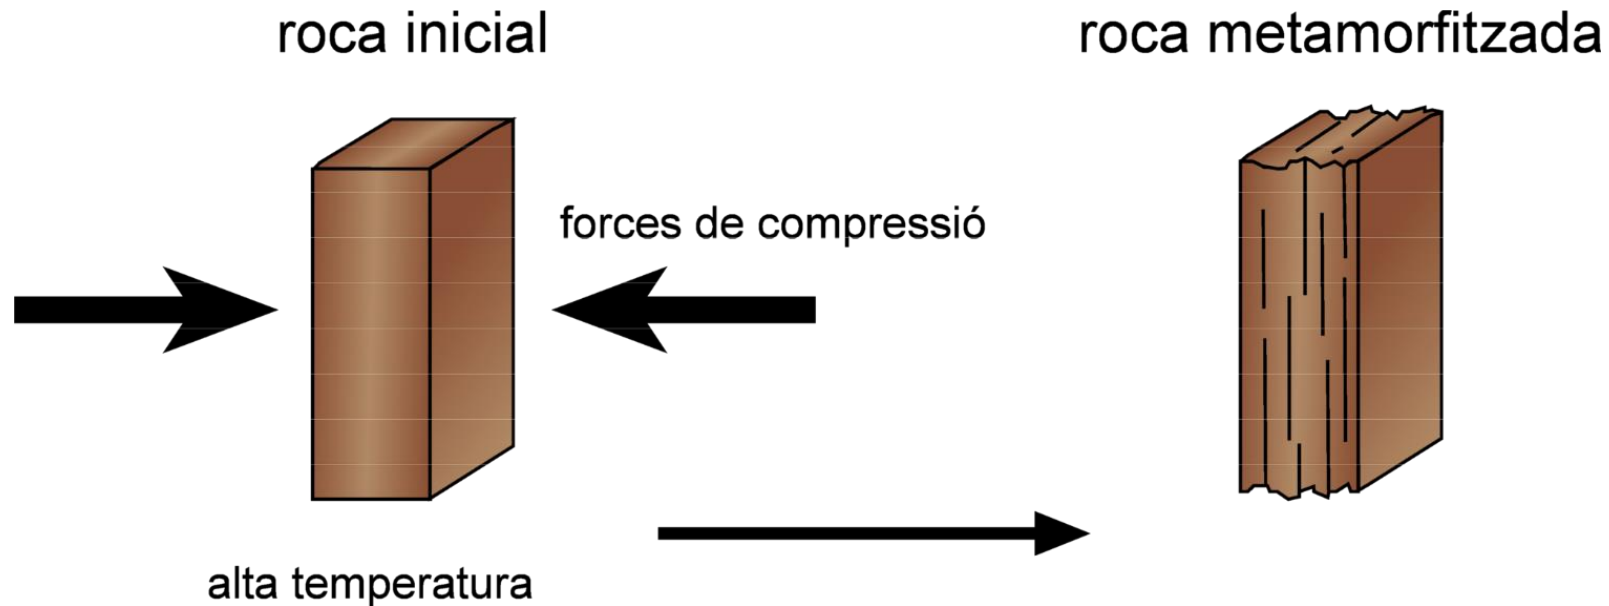 roca inicial
roca metamorfitzada
forces de compressió
alta temperatura